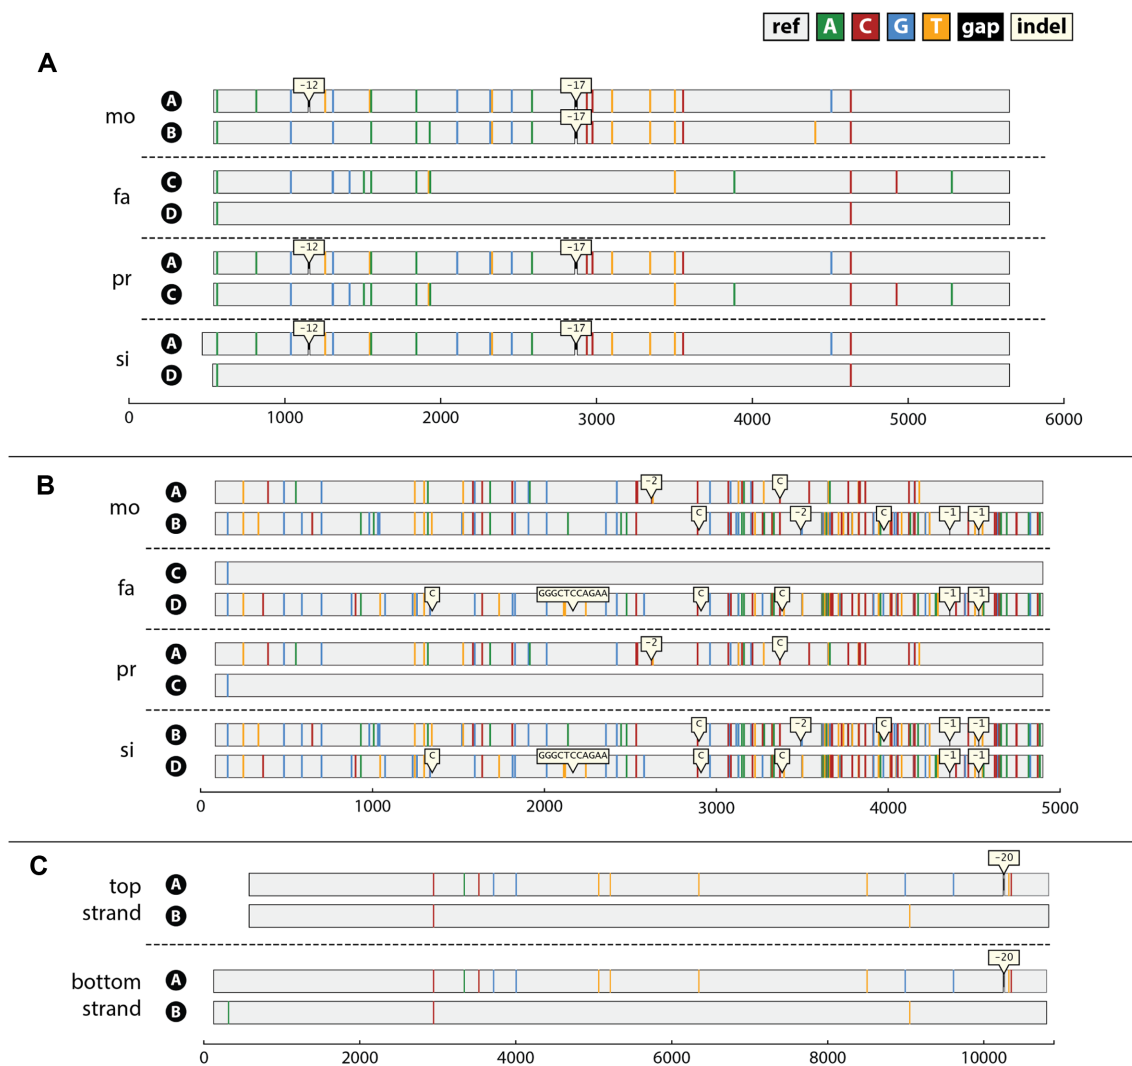 ref A C G T gap indel
A
-12 -17
mo A
-17
B
fa C
D
-12 -17
pr A
C
-12 -17
si A
D
0 1000 2000 3000 4000 5000 6000
B
-2 C
mo A
C -2 C -1 -1
B
fa C
C GGGCTCCAGAA C C -1 -1
D
-2 C
pr A
C
C -2 C -1 -1
si B
C GGGCTCCAGAA C C -1 -1
D
0 1000 2000 3000 4000 5000
C
-20
top A
strand B
-20
bottom A
strand B
0 2000 4000 6000 8000 10000